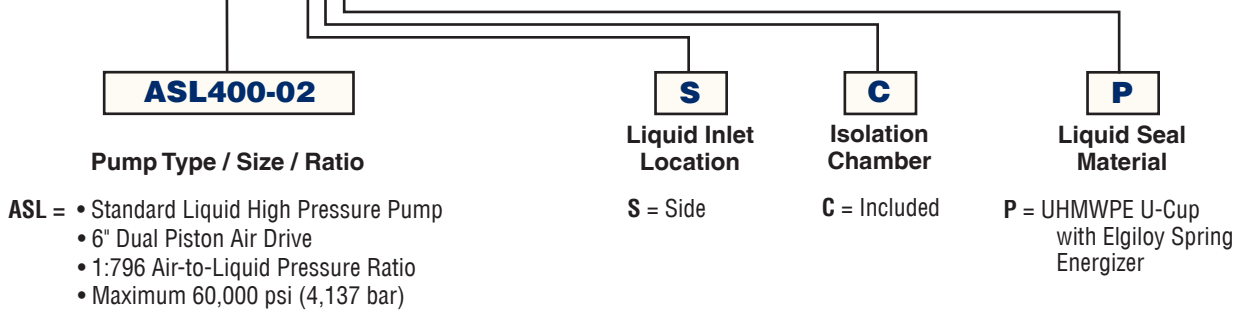 ASL400-02
S
C
P
Pump Type / Size / Ratio
Liquid Inlet
Location
Isolation
Chamber
Liquid Seal
Material
ASL = • Standard Liquid High Pressure Pump
• 6" Dual Piston Air Drive
• 1:796 Air-to-Liquid Pressure Ratio
• Maximum 60,000 psi (4,137 bar)
S = Side
C = Included
P = UHMWPE U-Cup
with Elgiloy Spring
Energizer